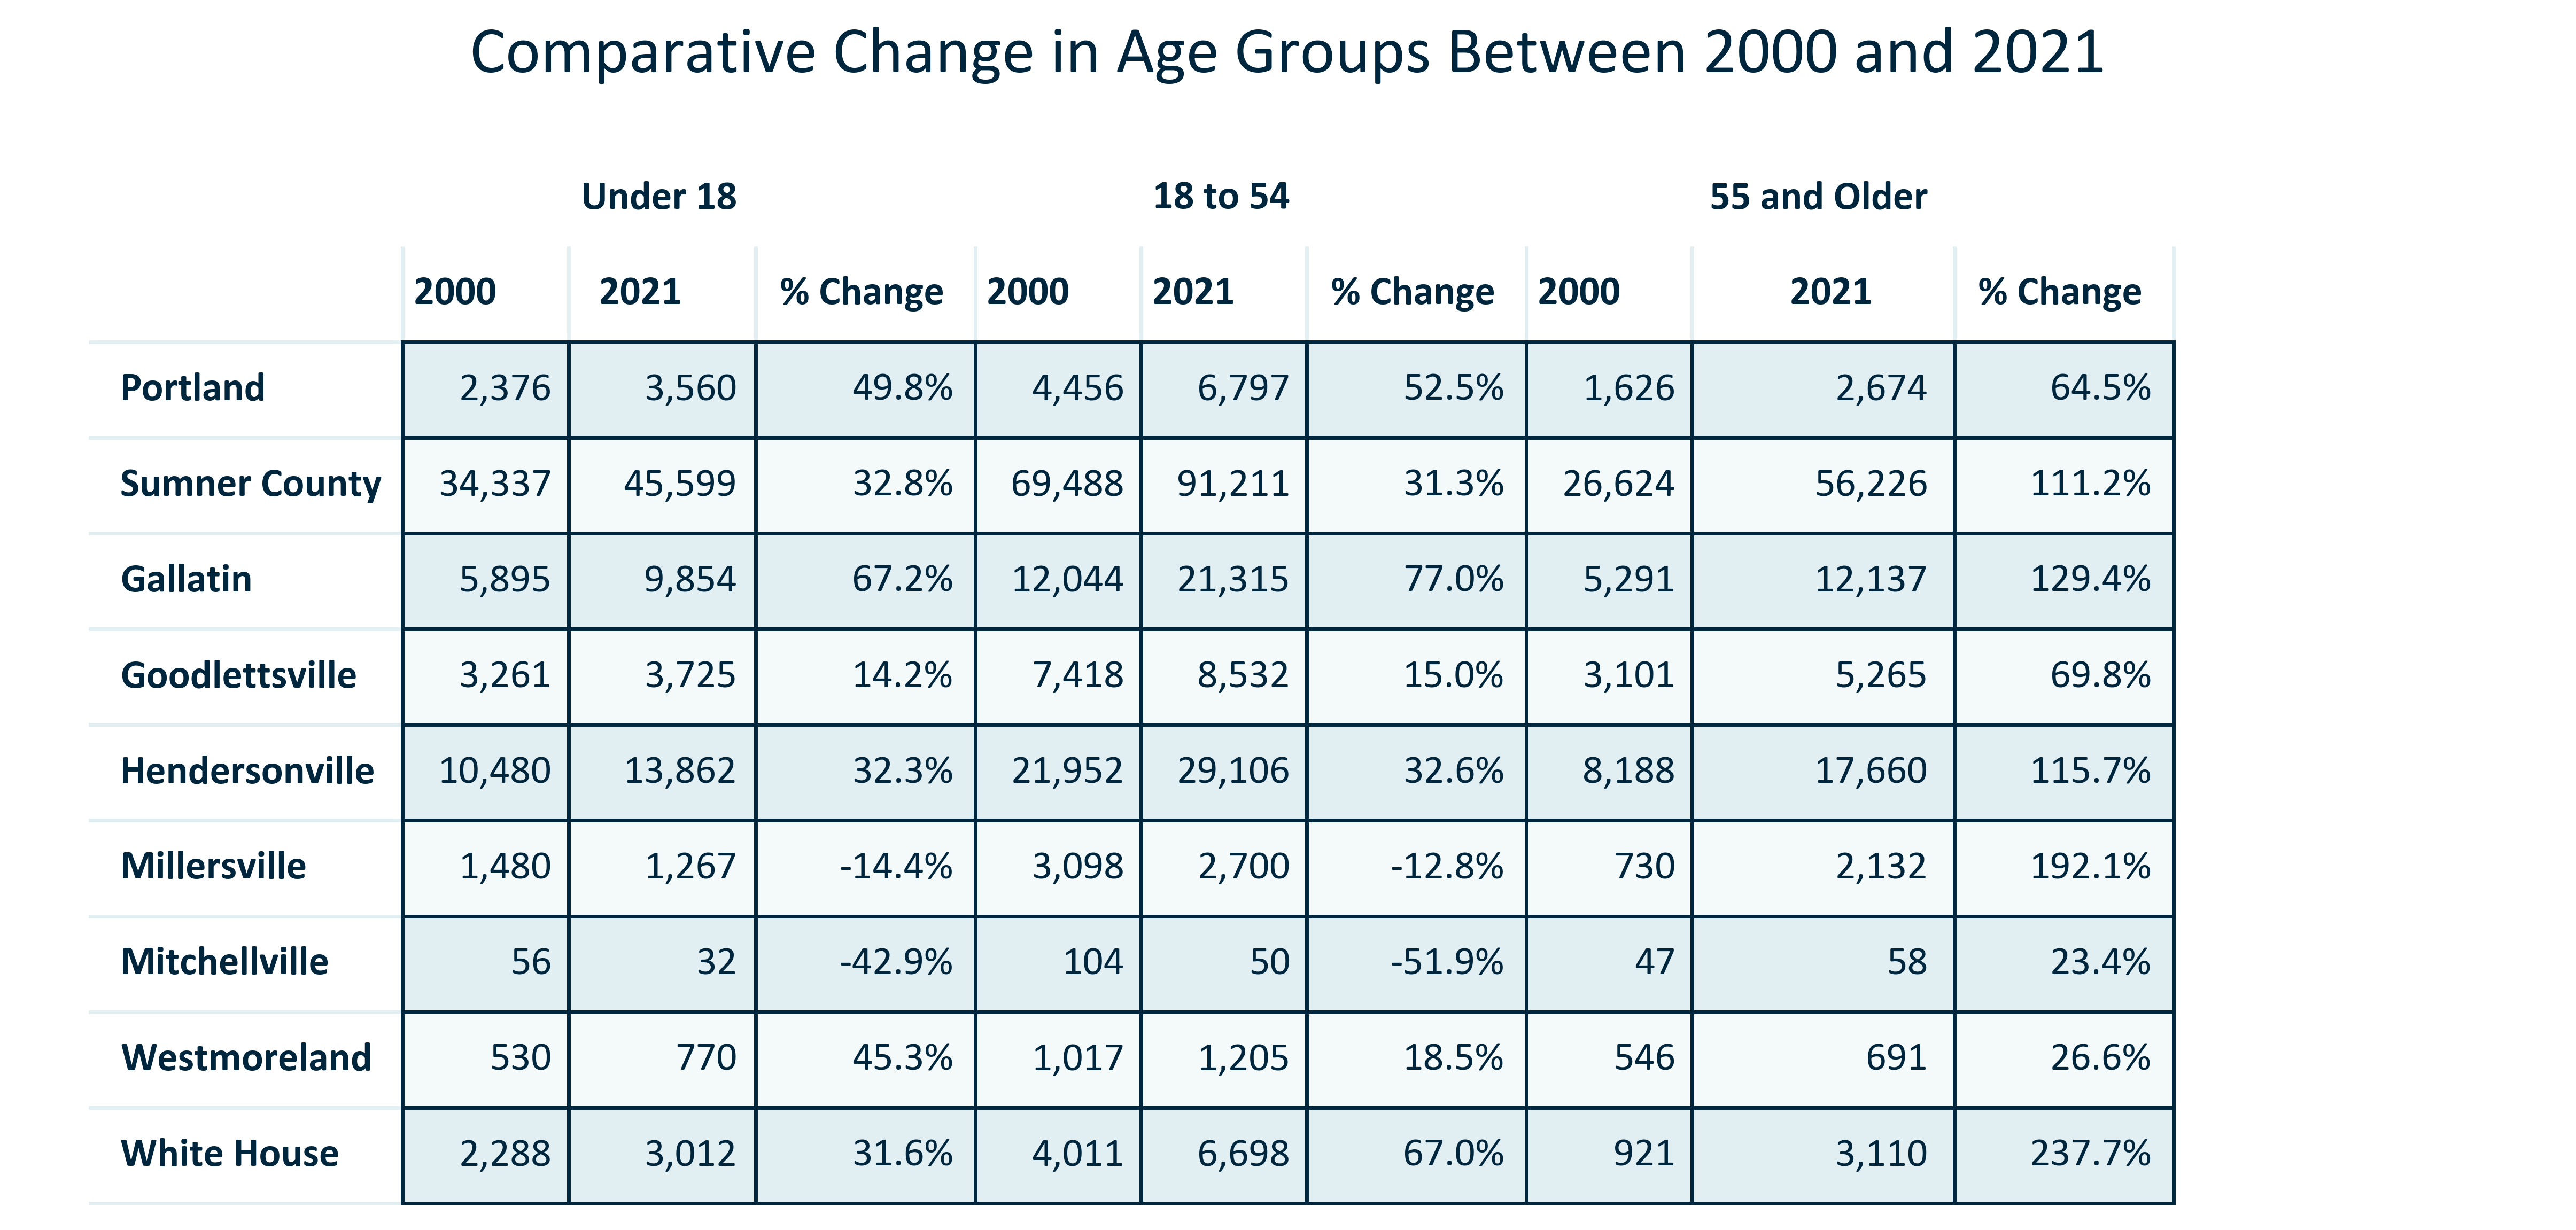 Comparative Change in Age Groups Between 2000 and 2021
Under 18 18 to 54 55 and Older
2000 2021 % Change 2000 2021 % Change 2000 2021 % Change
Portland 2,376 3,560 49.8% 4,456 6,797 52.5% 1,626 2,674 64.5%
Sumner County 34,337 45,599 32.8% 69,488 91,211 31.3% 26,624 56,226 111.2%
Gallatin 5,895 9,854 67.2% 12,044 21,315 77.0% 5,291 12,137 129.4%
Goodlettsville 3,261 3,725 14.2% 7,418 8,532 15.0% 3,101 5,265 69.8%
Hendersonville 10,480 13,862 32.3% 21,952 29,106 32.6% 8,188 17,660 115.7%
Millersville 1,480 1,267 -14.4% 3,098 2,700 -12.8% 730 2,132 192.1%
Mitchellville 56 32 -42.9% 104 50 -51.9% 47 58 23.4%
Westmoreland 530 770 45.3% 1,017 1,205 18.5% 546 691 26.6%
White House 2,288 3,012 31.6% 4,011 6,698 67.0% 921 3,110 237.7%